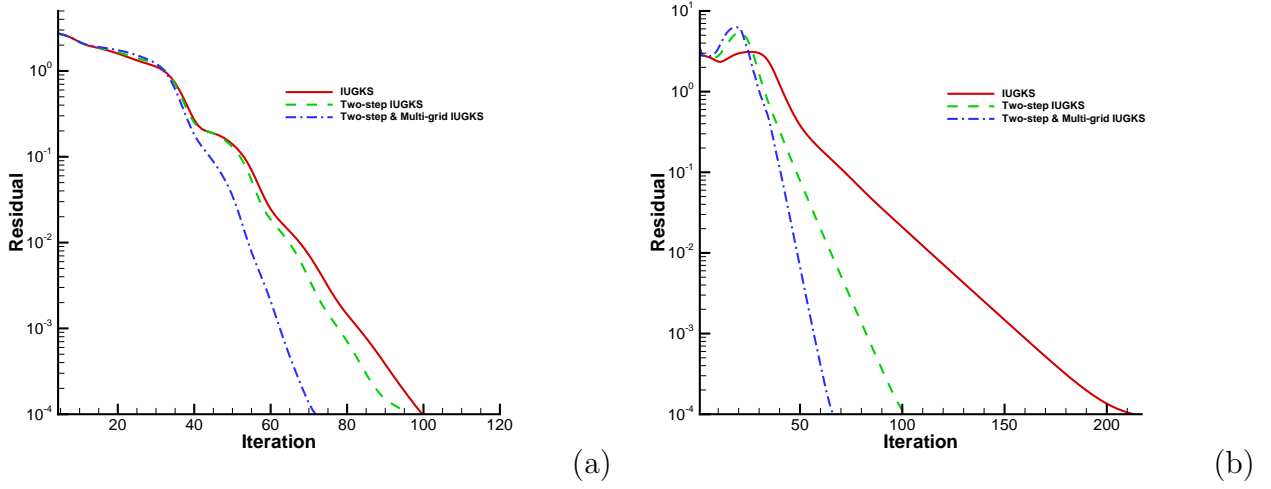 Residual
10^0
10^-1
10^-2
10^-3
10^-4
20
40
60
80
100
120
Iteration
IUGKS
Two-step IUGKS
Two-step & Multi-grid IUGKS
(a)
Residual
10^1
10^0
10^-1
10^-2
10^-3
10^-4
50
100
150
200
Iteration
IUGKS
Two-step IUGKS
Two-step & Multi-grid IUGKS
(b)